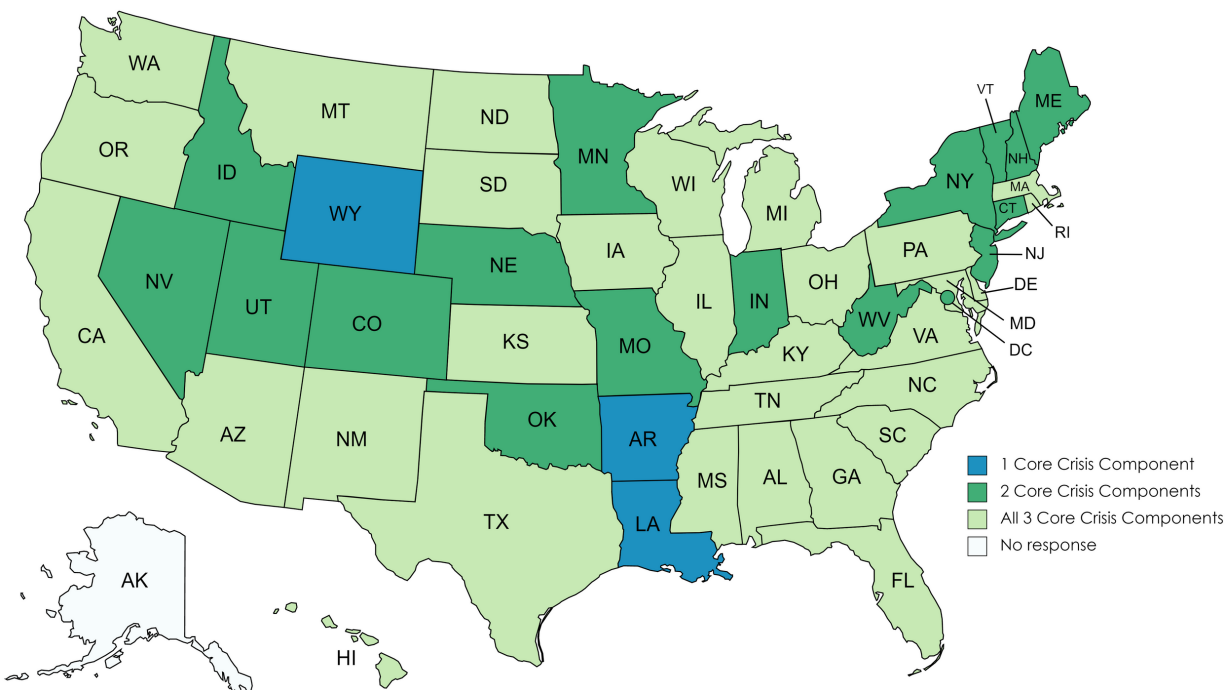 WA
MT
ND
MN
VT
ME
OR
ID
SD
WI
MI
NY
NH
MA
CT
RI
WY
IA
PA
NJ
NV
UT
CO
NE
IL
IN
OH
DE
MD
DC
CA
KS
MO
WV
VA
KY
AZ
NM
OK
AR
TN
NC
SC
MS
AL
GA
TX
LA
FL
AK
HI
1 Core Crisis Component
2 Core Crisis Components
All 3 Core Crisis Components
No response